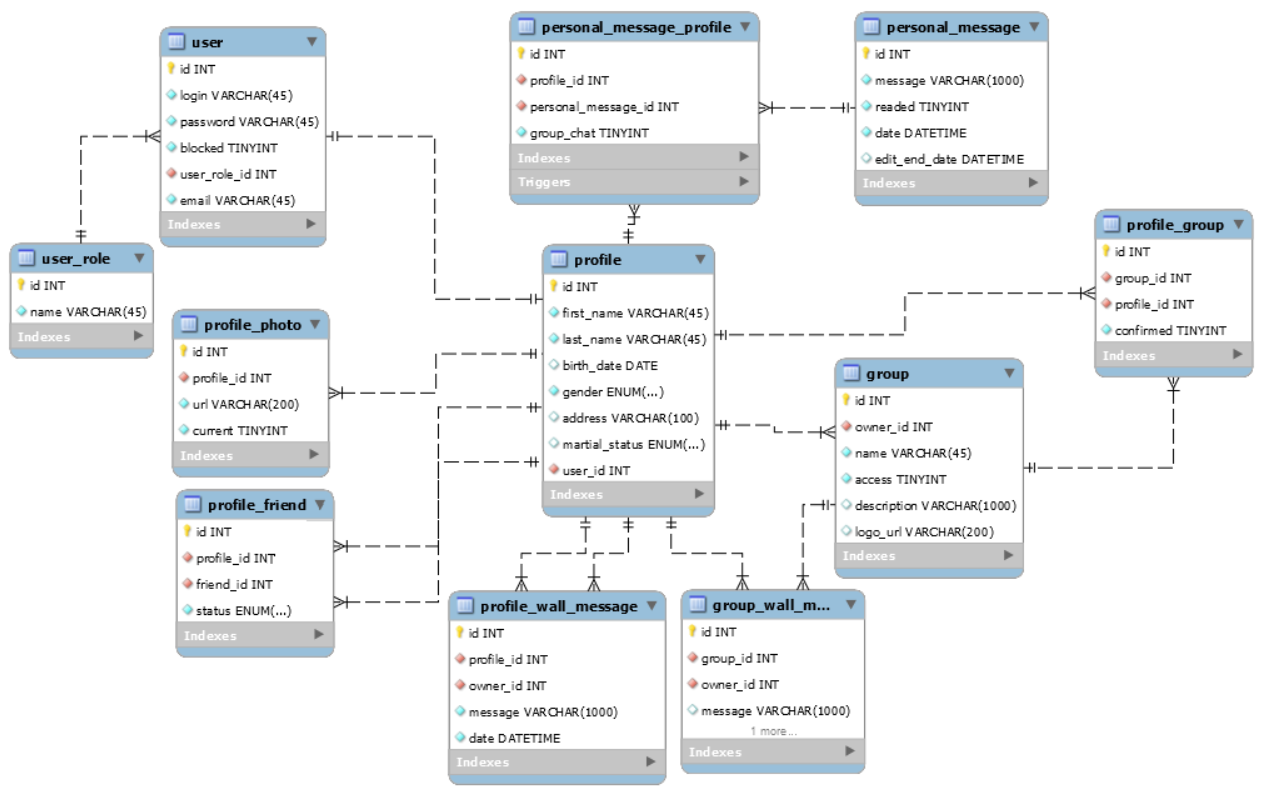 user
id INT
login VARCHAR(45)
password VARCHAR(45)
blocked TINYINT
user_role_id INT
email VARCHAR(45)
Indexes
personal_message_profile
id INT
profile_id INT
personal_message_id INT
group_chat TINYINT
Indexes
Triggers
personal_message
id INT
message VARCHAR(1000)
readed TINYINT
date DATETIME
edit_end_date DATETIME
Indexes
user_role
id INT
name VARCHAR(45)
Indexes
profile
id INT
first_name VARCHAR(45)
last_name VARCHAR(45)
birth_date DATE
gender ENUM(...)
address VARCHAR(100)
martial_status ENUM(...)
user_id INT
Indexes
profile_group
id INT
group_id INT
profile_id INT
confirmed TINYINT
Indexes
profile_photo
id INT
profile_id INT
url VARCHAR(200)
current TINYINT
Indexes
group
id INT
owner_id INT
name VARCHAR(45)
access TINYINT
description VARCHAR(1000)
logo_url VARCHAR(200)
Indexes
profile_friend
id INT
profile_id INT
friend_id INT
status ENUM(...)
Indexes
profile_wall_message
id INT
profile_id INT
owner_id INT
message VARCHAR(1000)
date DATETIME
Indexes
group_wall_m...
id INT
group_id INT
owner_id INT
message VARCHAR(1000)
1 more...
Indexes